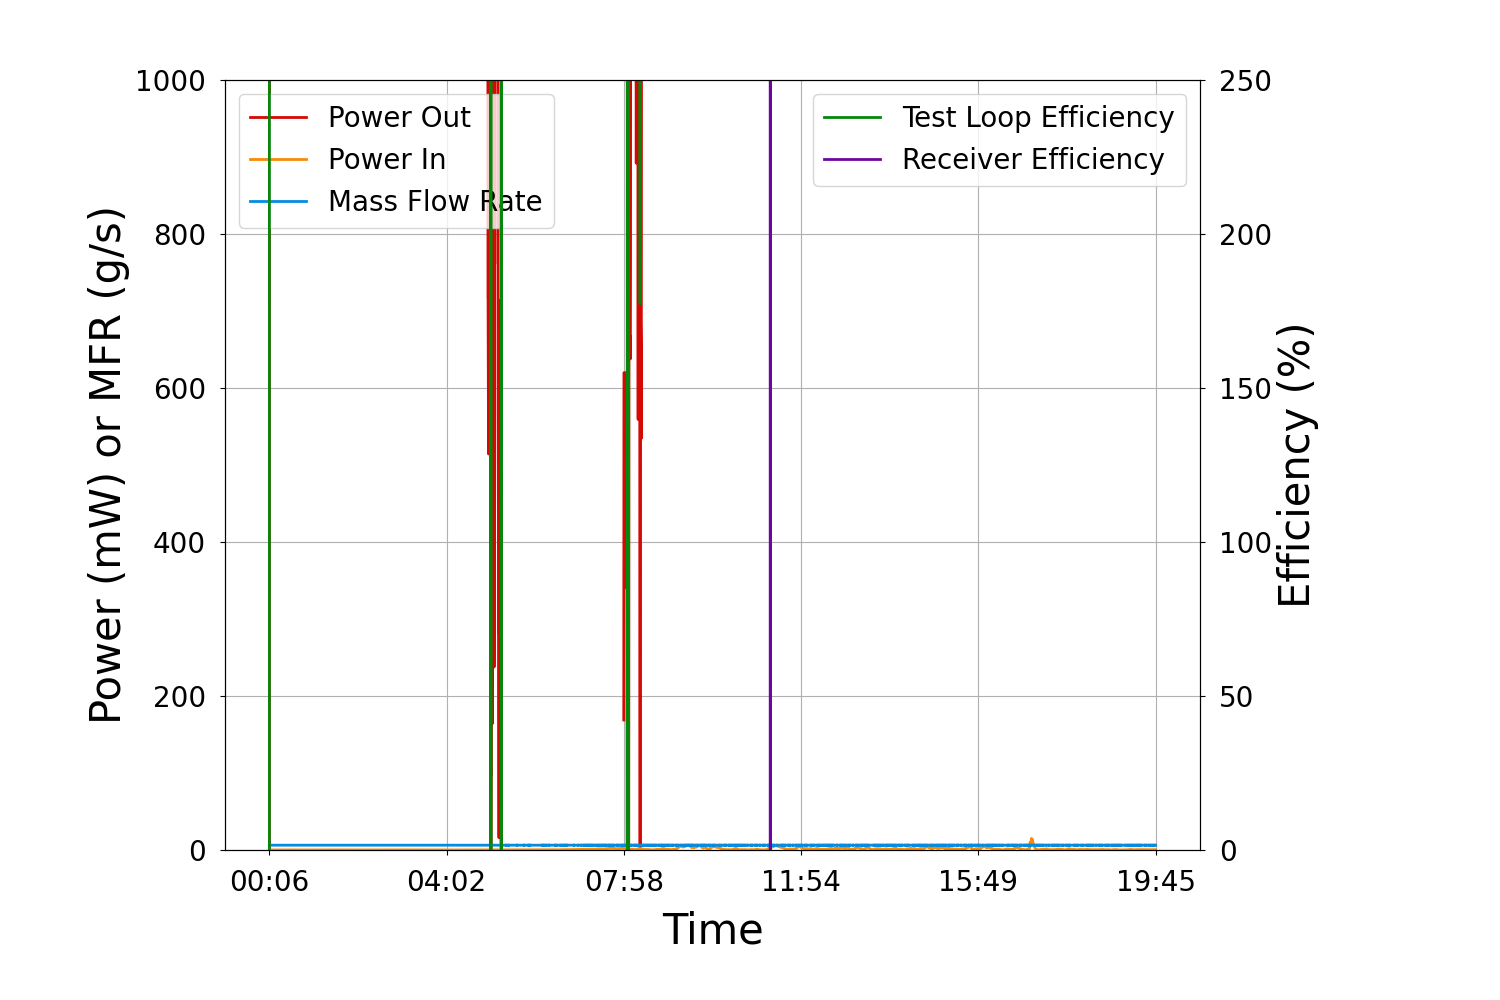 Power (mW) or MFR (g/s)
1000
800
600
400
200
0
Power Out
Power In
Mass Flow Rate
Test Loop Efficiency
Receiver Efficiency
250
200
150
100
50
0
Efficiency (%)
00:06 04:02 07:58 11:54 15:49 19:45
Time